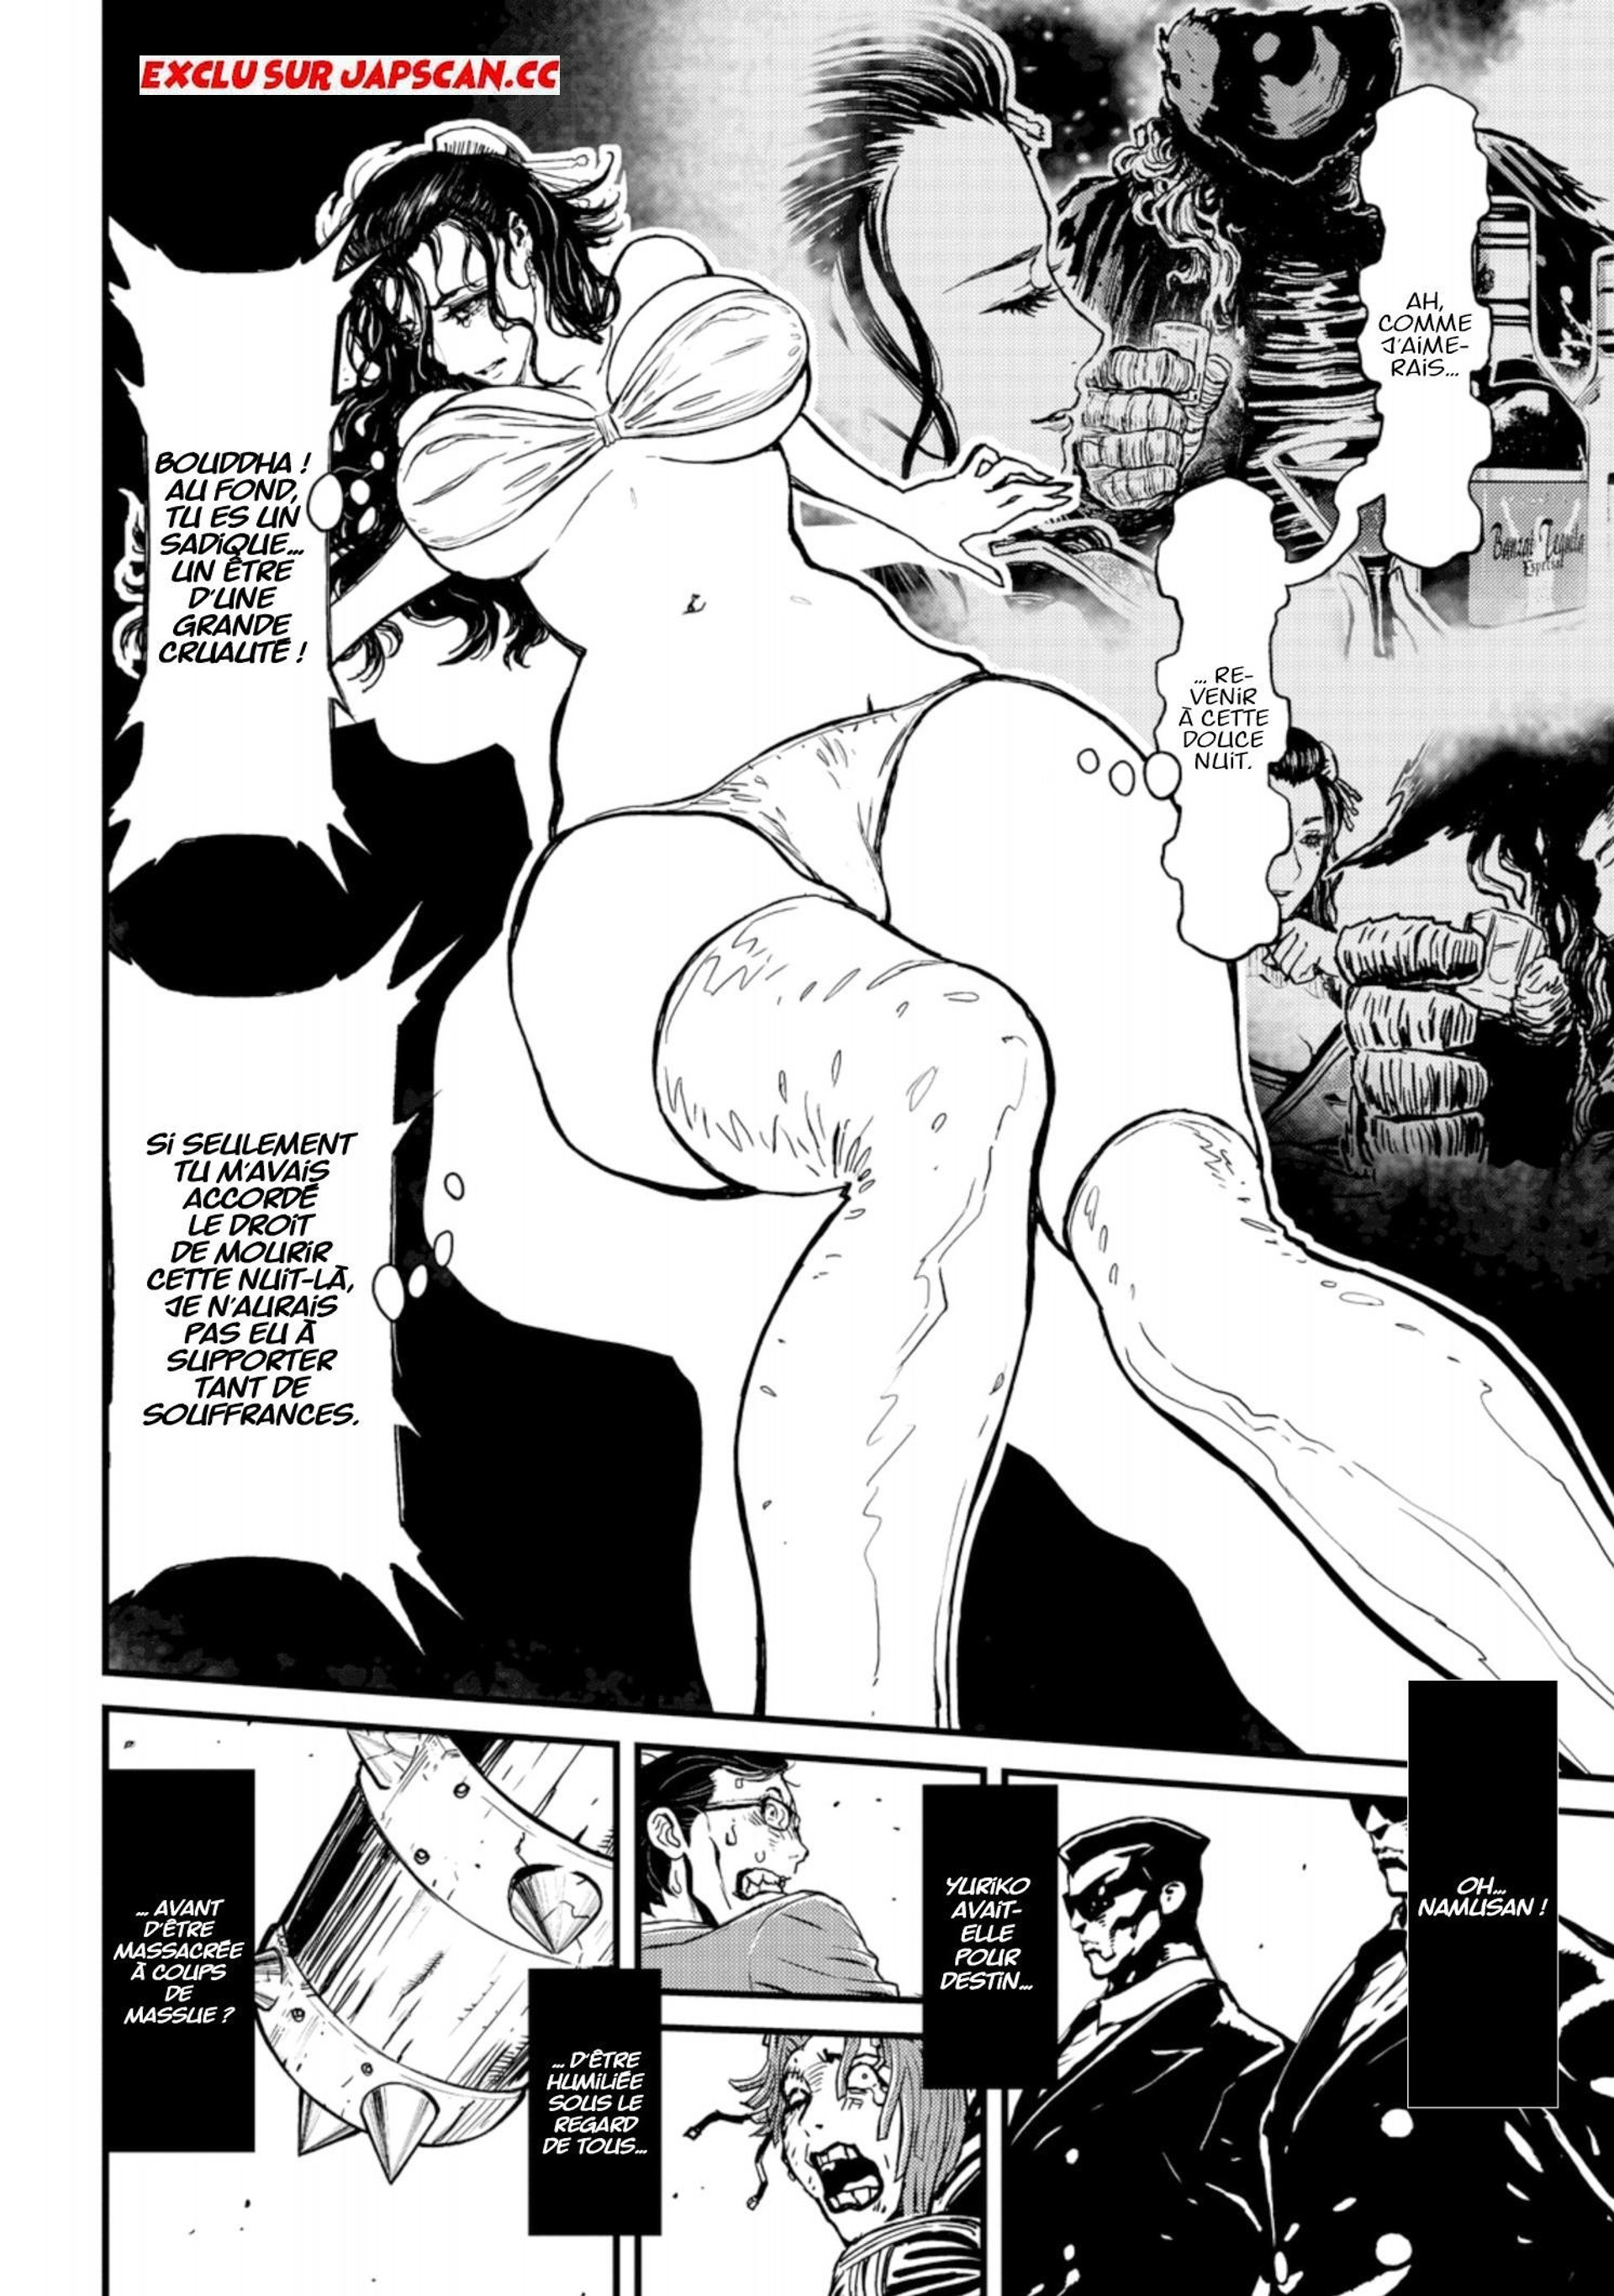 EXCLU SUR JAPSCAN.CC
AH,
COMME
J'AIME-
RAIS...
... RE-
VENIR
À CETTE
DOUCE
NUIT.
Banzai Tequila
Especial
BOUDDHA !
AU FOND,
TU ES UN
SADIQUE...
UN ÊTRE
D'UNE
GRANDE
CRUAUTÉ !
SI SEULEMENT
TU M'AVAIS
ACCORDÉ
LE DROIT
DE MOURIR
CETTE NUIT-LÀ,
JE N'AURAIS
PAS EU À
SUPPORTER
TANT DE
SOUFFRANCES.
OH...
NAMUSAN !
YURIKO
AVAIT-
ELLE
POUR
DESTIN...
... D'ÊTRE
HUMILIÉE
SOUS LE
REGARD
DE TOUS...
... AVANT
D'ÊTRE
MASSACRÉE
À COUPS
DE
MASSUE ?